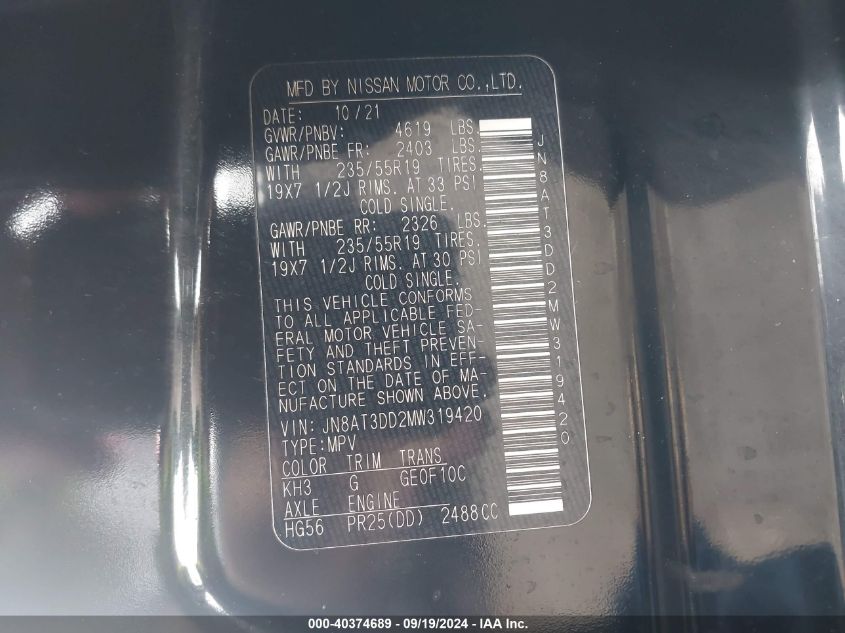 MFD BY NISSAN MOTOR CO.,LTD.
DATE: 10/21
GVWR/PNBV: 4619 LBS.
GAWR/PNBE FR: 2403 LBS.
WITH 235/55R19 TIRES.
19X7 1/2J RIMS. AT 33 PSI
COLD SINGLE.
GAWR/PNBE RR: 2326 LBS.
WITH 235/55R19 TIRES.
19X7 1/2J RIMS. AT 30 PSI
COLD SINGLE.
THIS VEHICLE CONFORMS
TO ALL APPLICABLE FED-
ERAL MOTOR VEHICLE SA-
FETY AND THEFT PREVEN-
TION STANDARDS IN EFF-
ECT ON THE DATE OF MA-
NUFACTURE SHOWN ABOVE.
VIN: JN8AT3DD2MW319420
TYPE:MPV
COLOR TRIM TRANS
KH3 G GE0F10C
AXLE ENGINE
HG56 PR25(DD) 2488CC
JN8AT3DD2MW319420
000-40374689 - 09/19/2024 - IAA Inc.